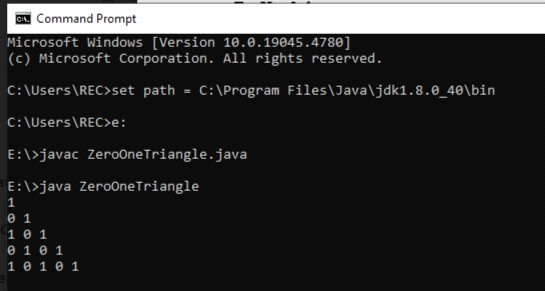 Command Prompt
Microsoft Windows [Version 10.0.19045.4780]
(c) Microsoft Corporation. All rights reserved.
C:\Users\REC>set path = C:\Program Files\Java\jdk1.8.0_40\bin
C:\Users\REC>e:
E:\>javac ZeroOneTriangle.java
E:\>java ZeroOneTriangle
1
0 1
1 0 1
0 1 0 1
1 0 1 0 1